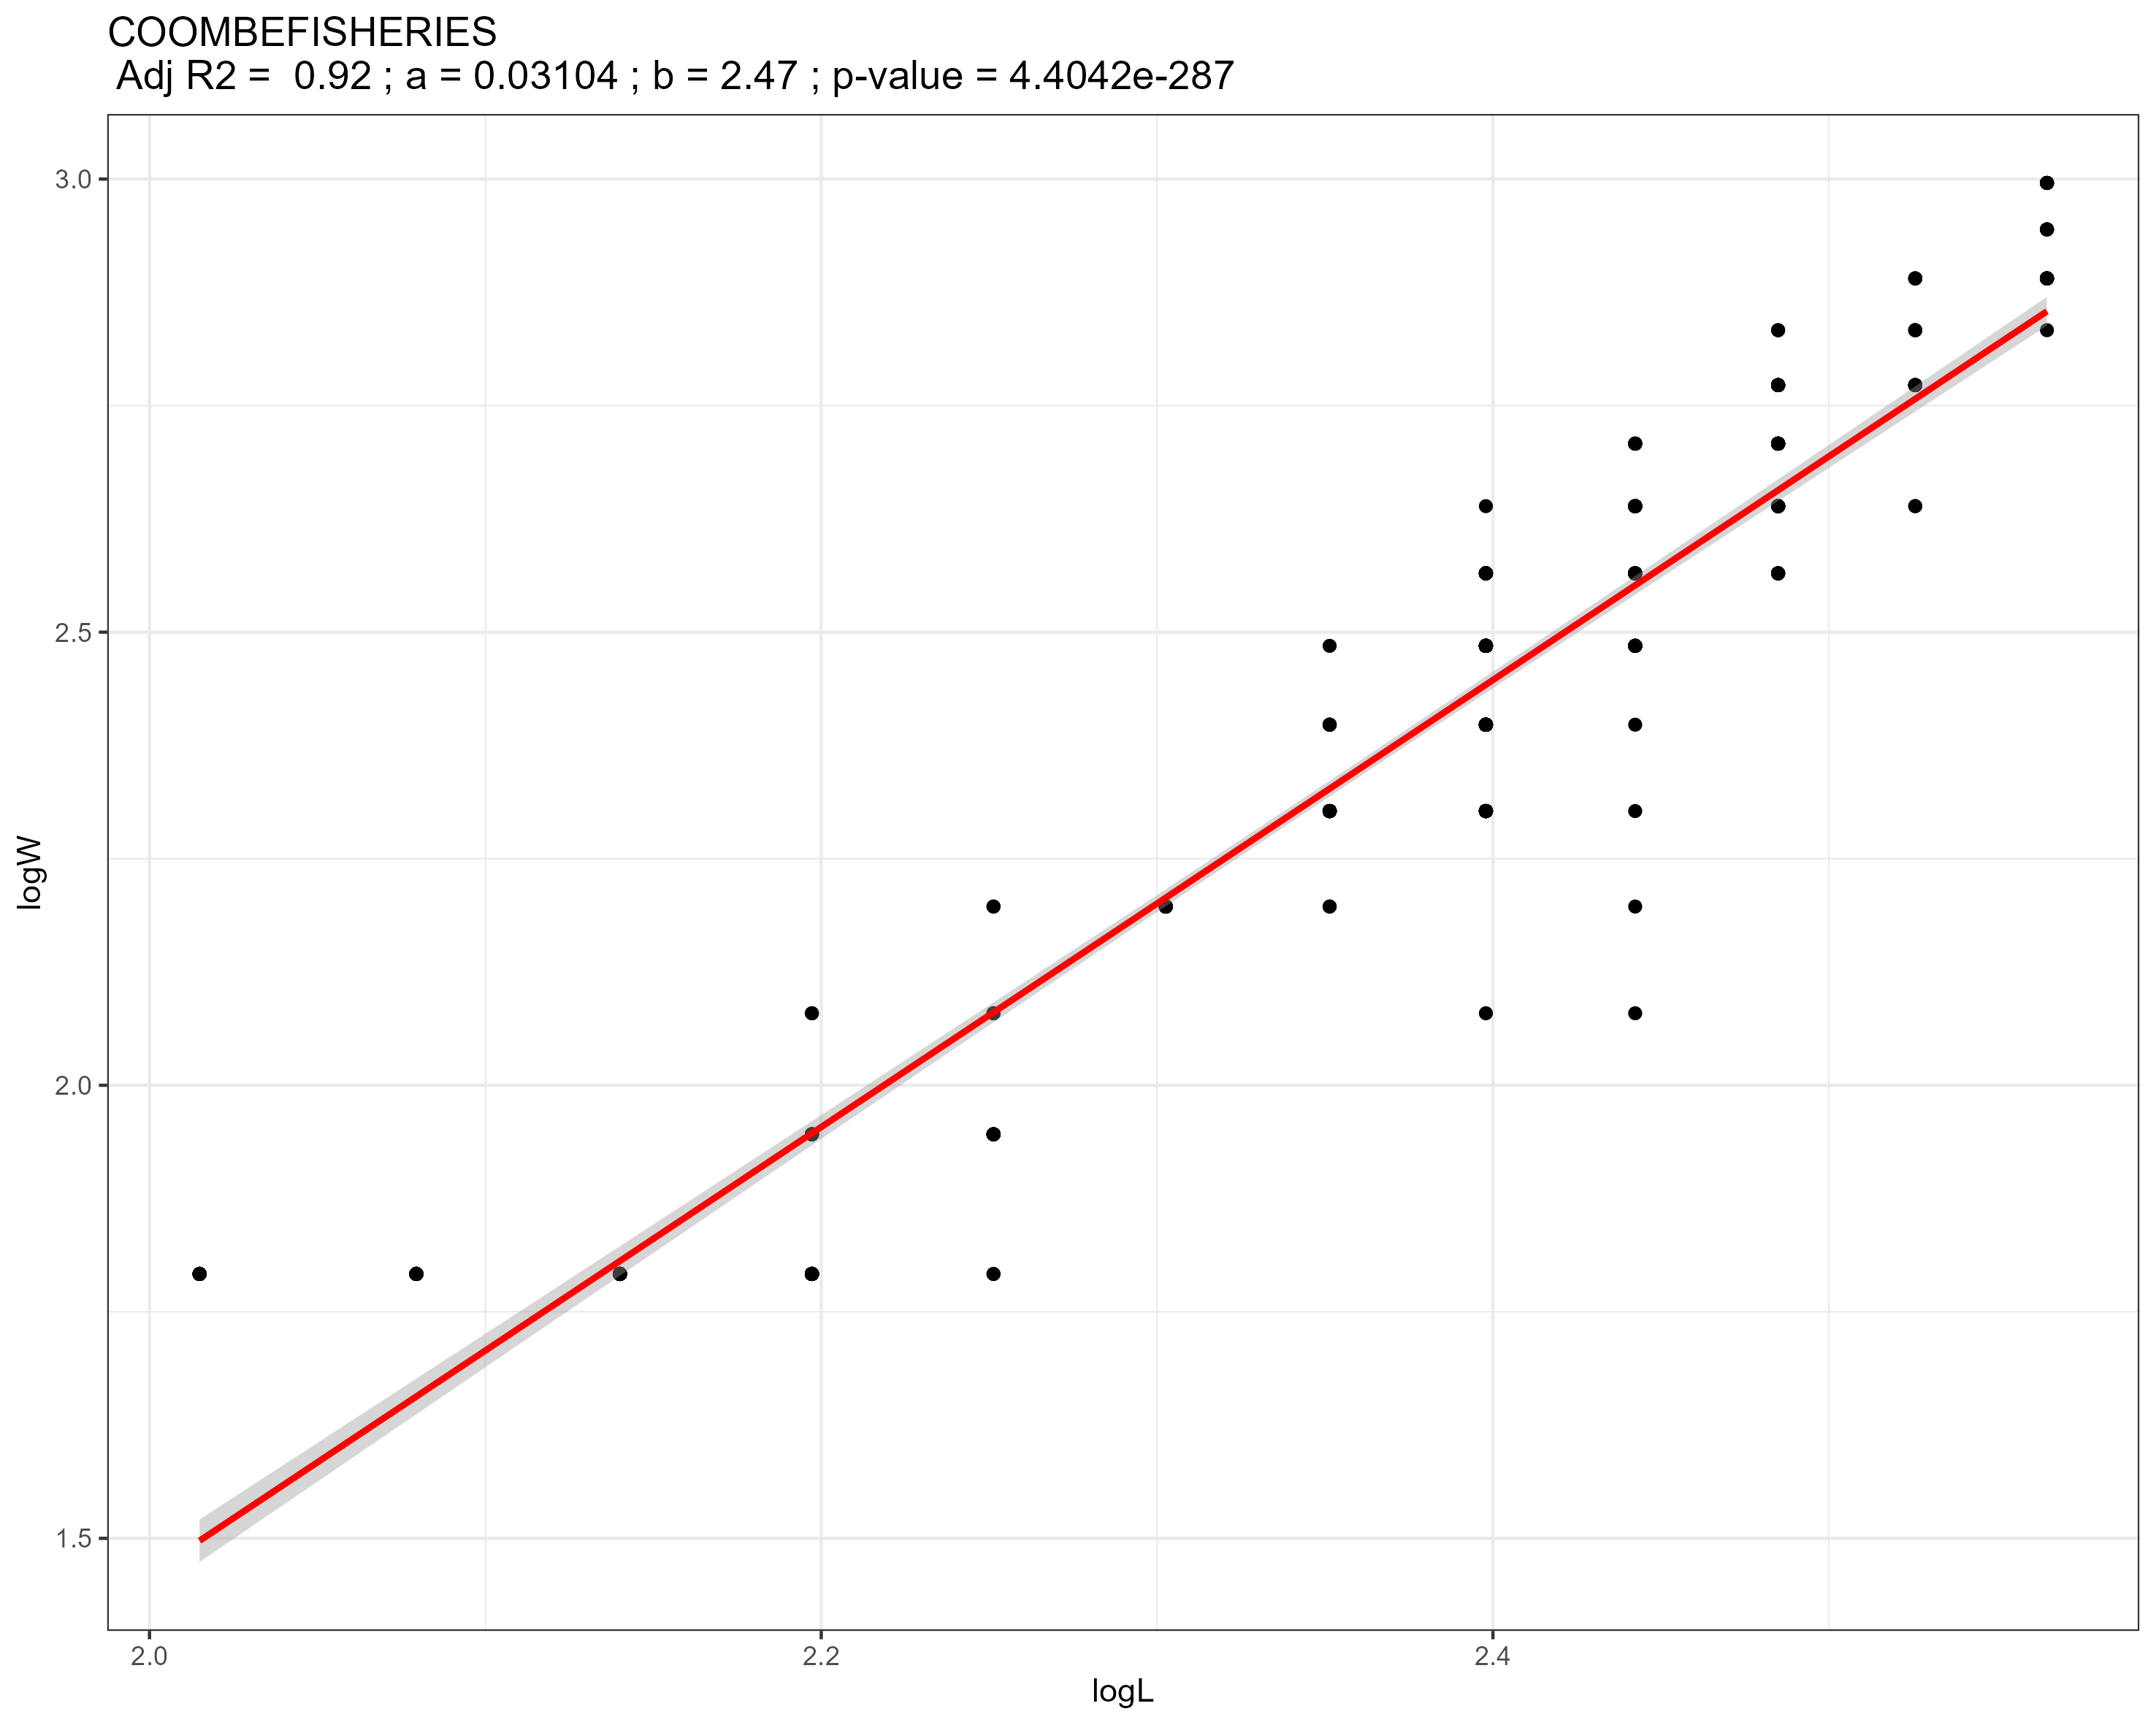 COOMBEFISHERIES
Adj R2 =  0.92 ; a = 0.03104 ; b = 2.47 ; p-value = 4.4042e-287
3.0
2.5
2.0
1.5
logW
2.0
2.2
2.4
logL